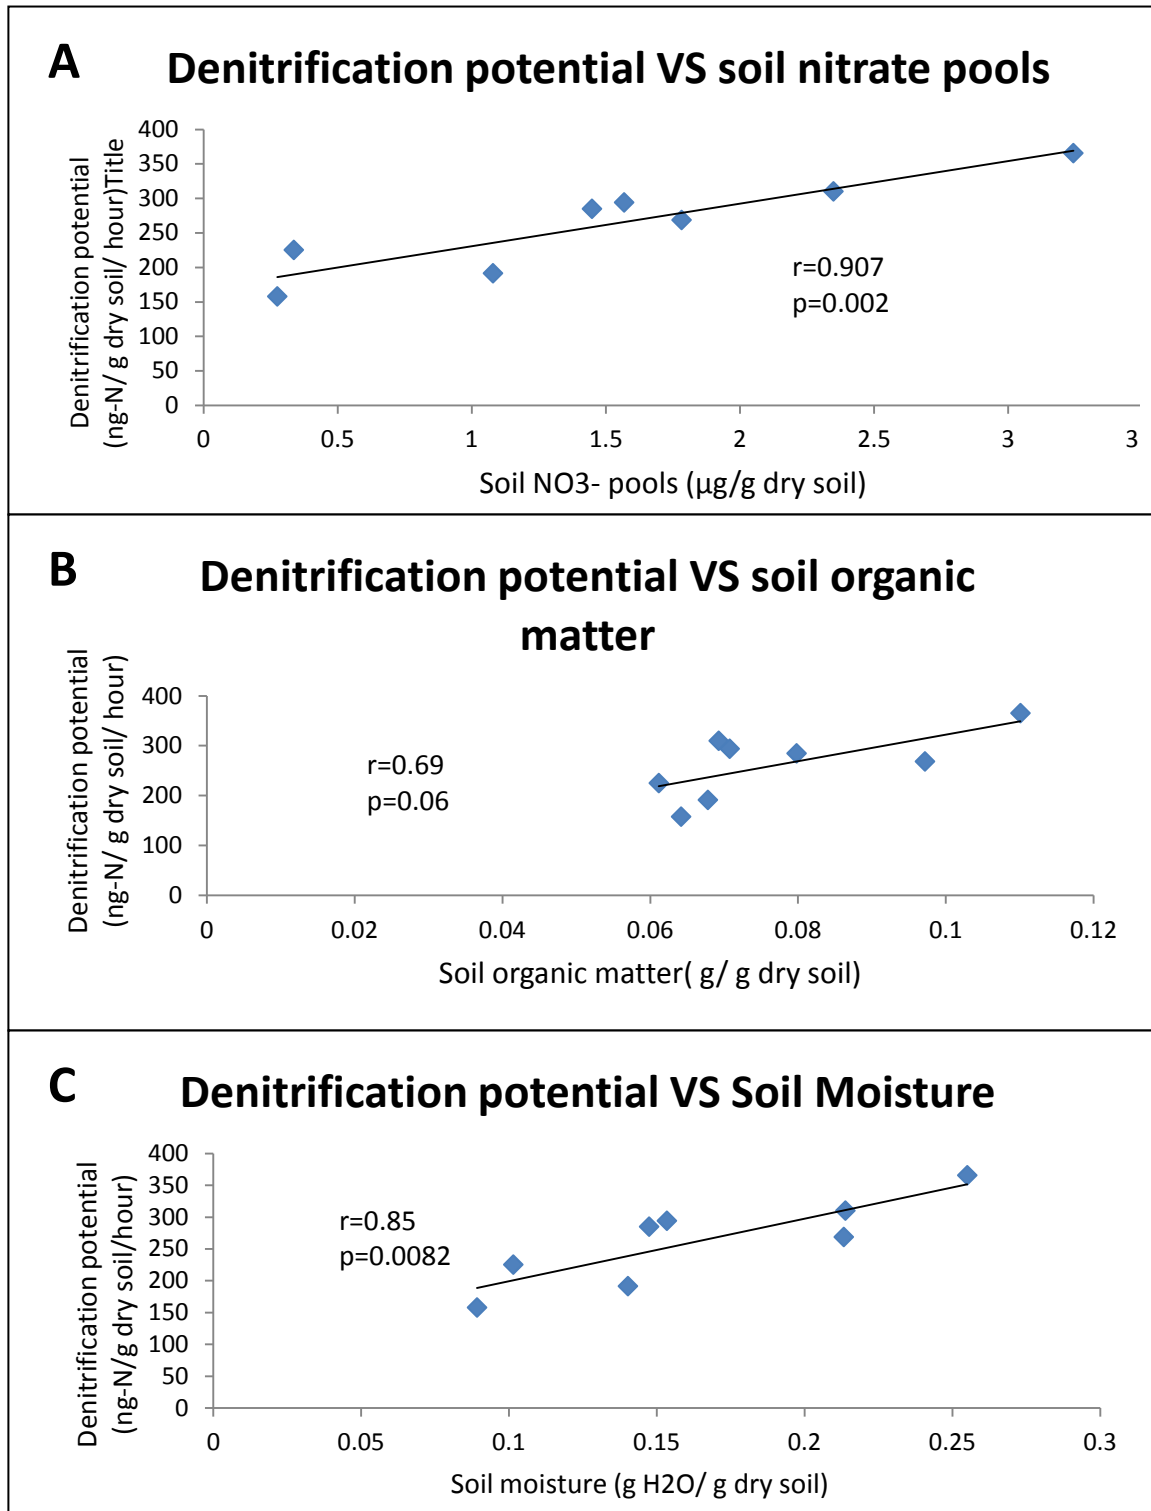 A
Denitrification potential VS soil nitrate pools
Denitrification potential
(ng-N/ g dry soil/ hour)Title
400
350
300
250
200
150
100
50
0
r=0.907
p=0.002
0 0.5 1 1.5 2 2.5 3 3
Soil NO3- pools (µg/g dry soil)
B
Denitrification potential VS soil organic
matter
Denitrification potential
(ng-N/ g dry soil/ hour)
400
300
200
100
0
r=0.69
p=0.06
0 0.02 0.04 0.06 0.08 0.1 0.12
Soil organic matter( g/ g dry soil)
C
Denitrification potential VS Soil Moisture
Denitrification potential
(ng-N/g dry soil/hour)
400
350
300
250
200
150
100
50
0
r=0.85
p=0.0082
0 0.05 0.1 0.15 0.2 0.25 0.3
Soil moisture (g H2O/ g dry soil)